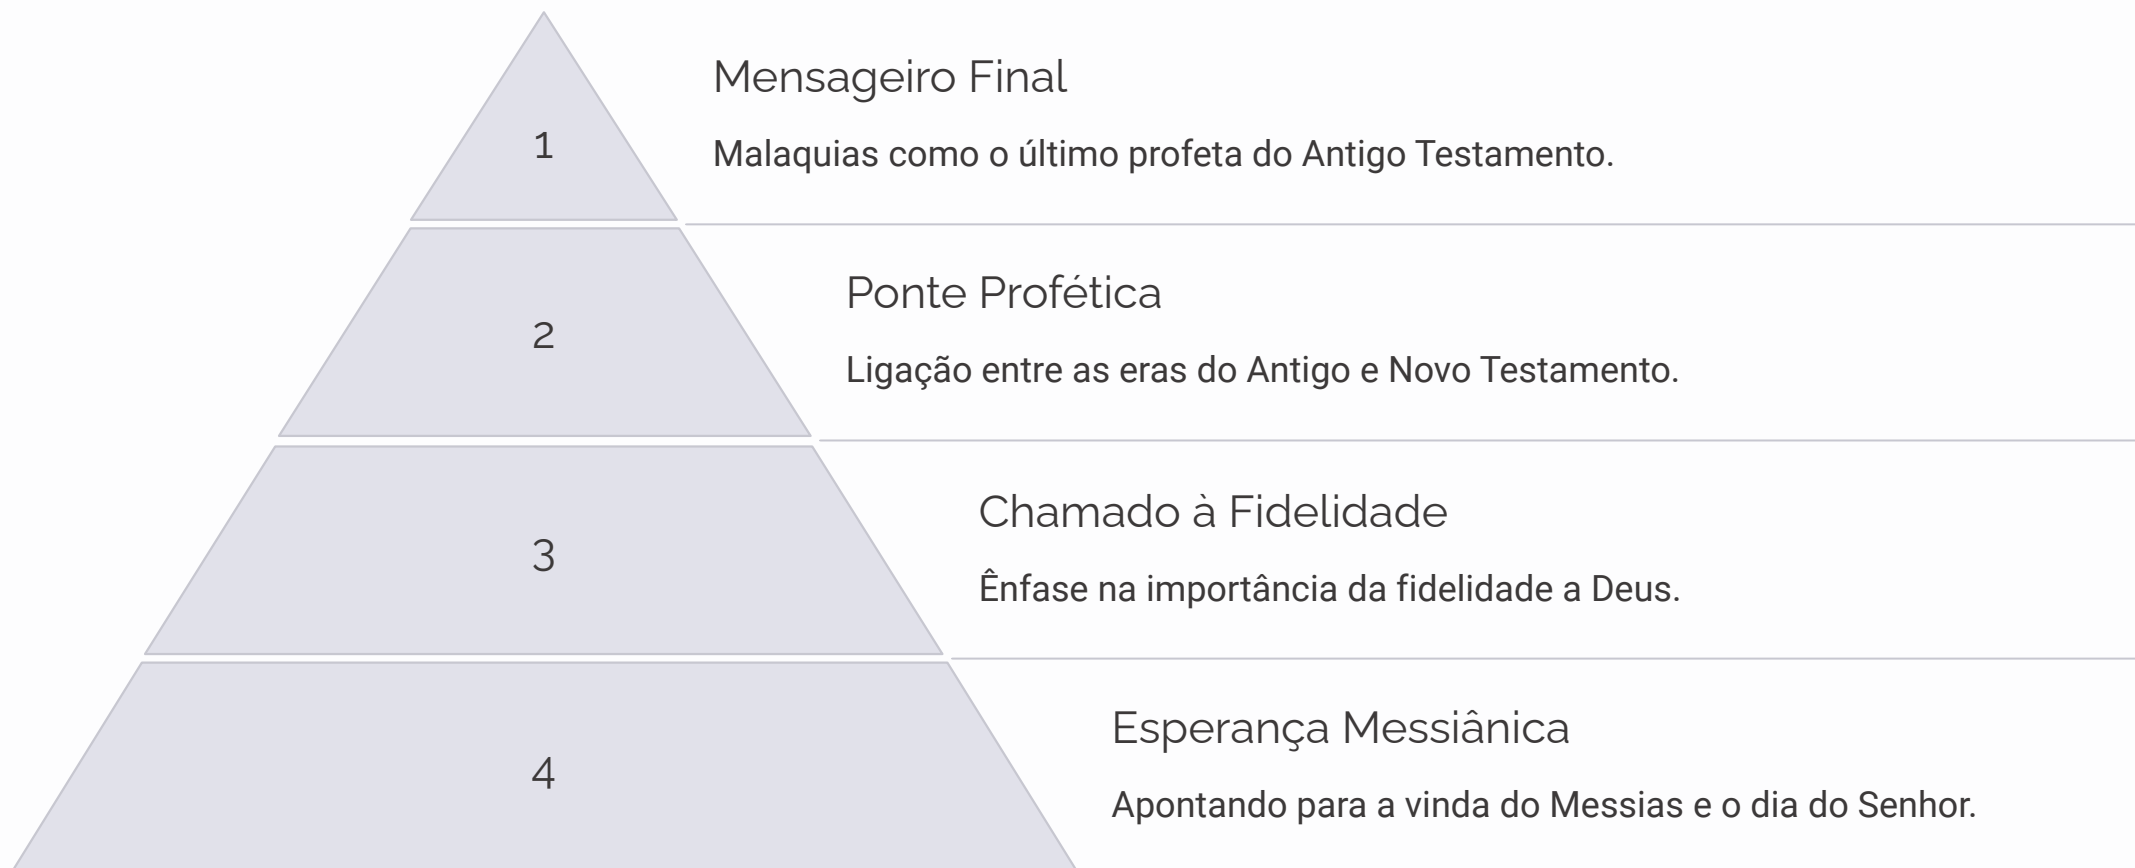 1
Mensageiro Final
Malaquias como o último profeta do Antigo Testamento.
2
Ponte Profética
Ligação entre as eras do Antigo e Novo Testamento.
3
Chamado à Fidelidade
Ênfase na importância da fidelidade a Deus.
4
Esperança Messiânica
Apontando para a vinda do Messias e o dia do Senhor.